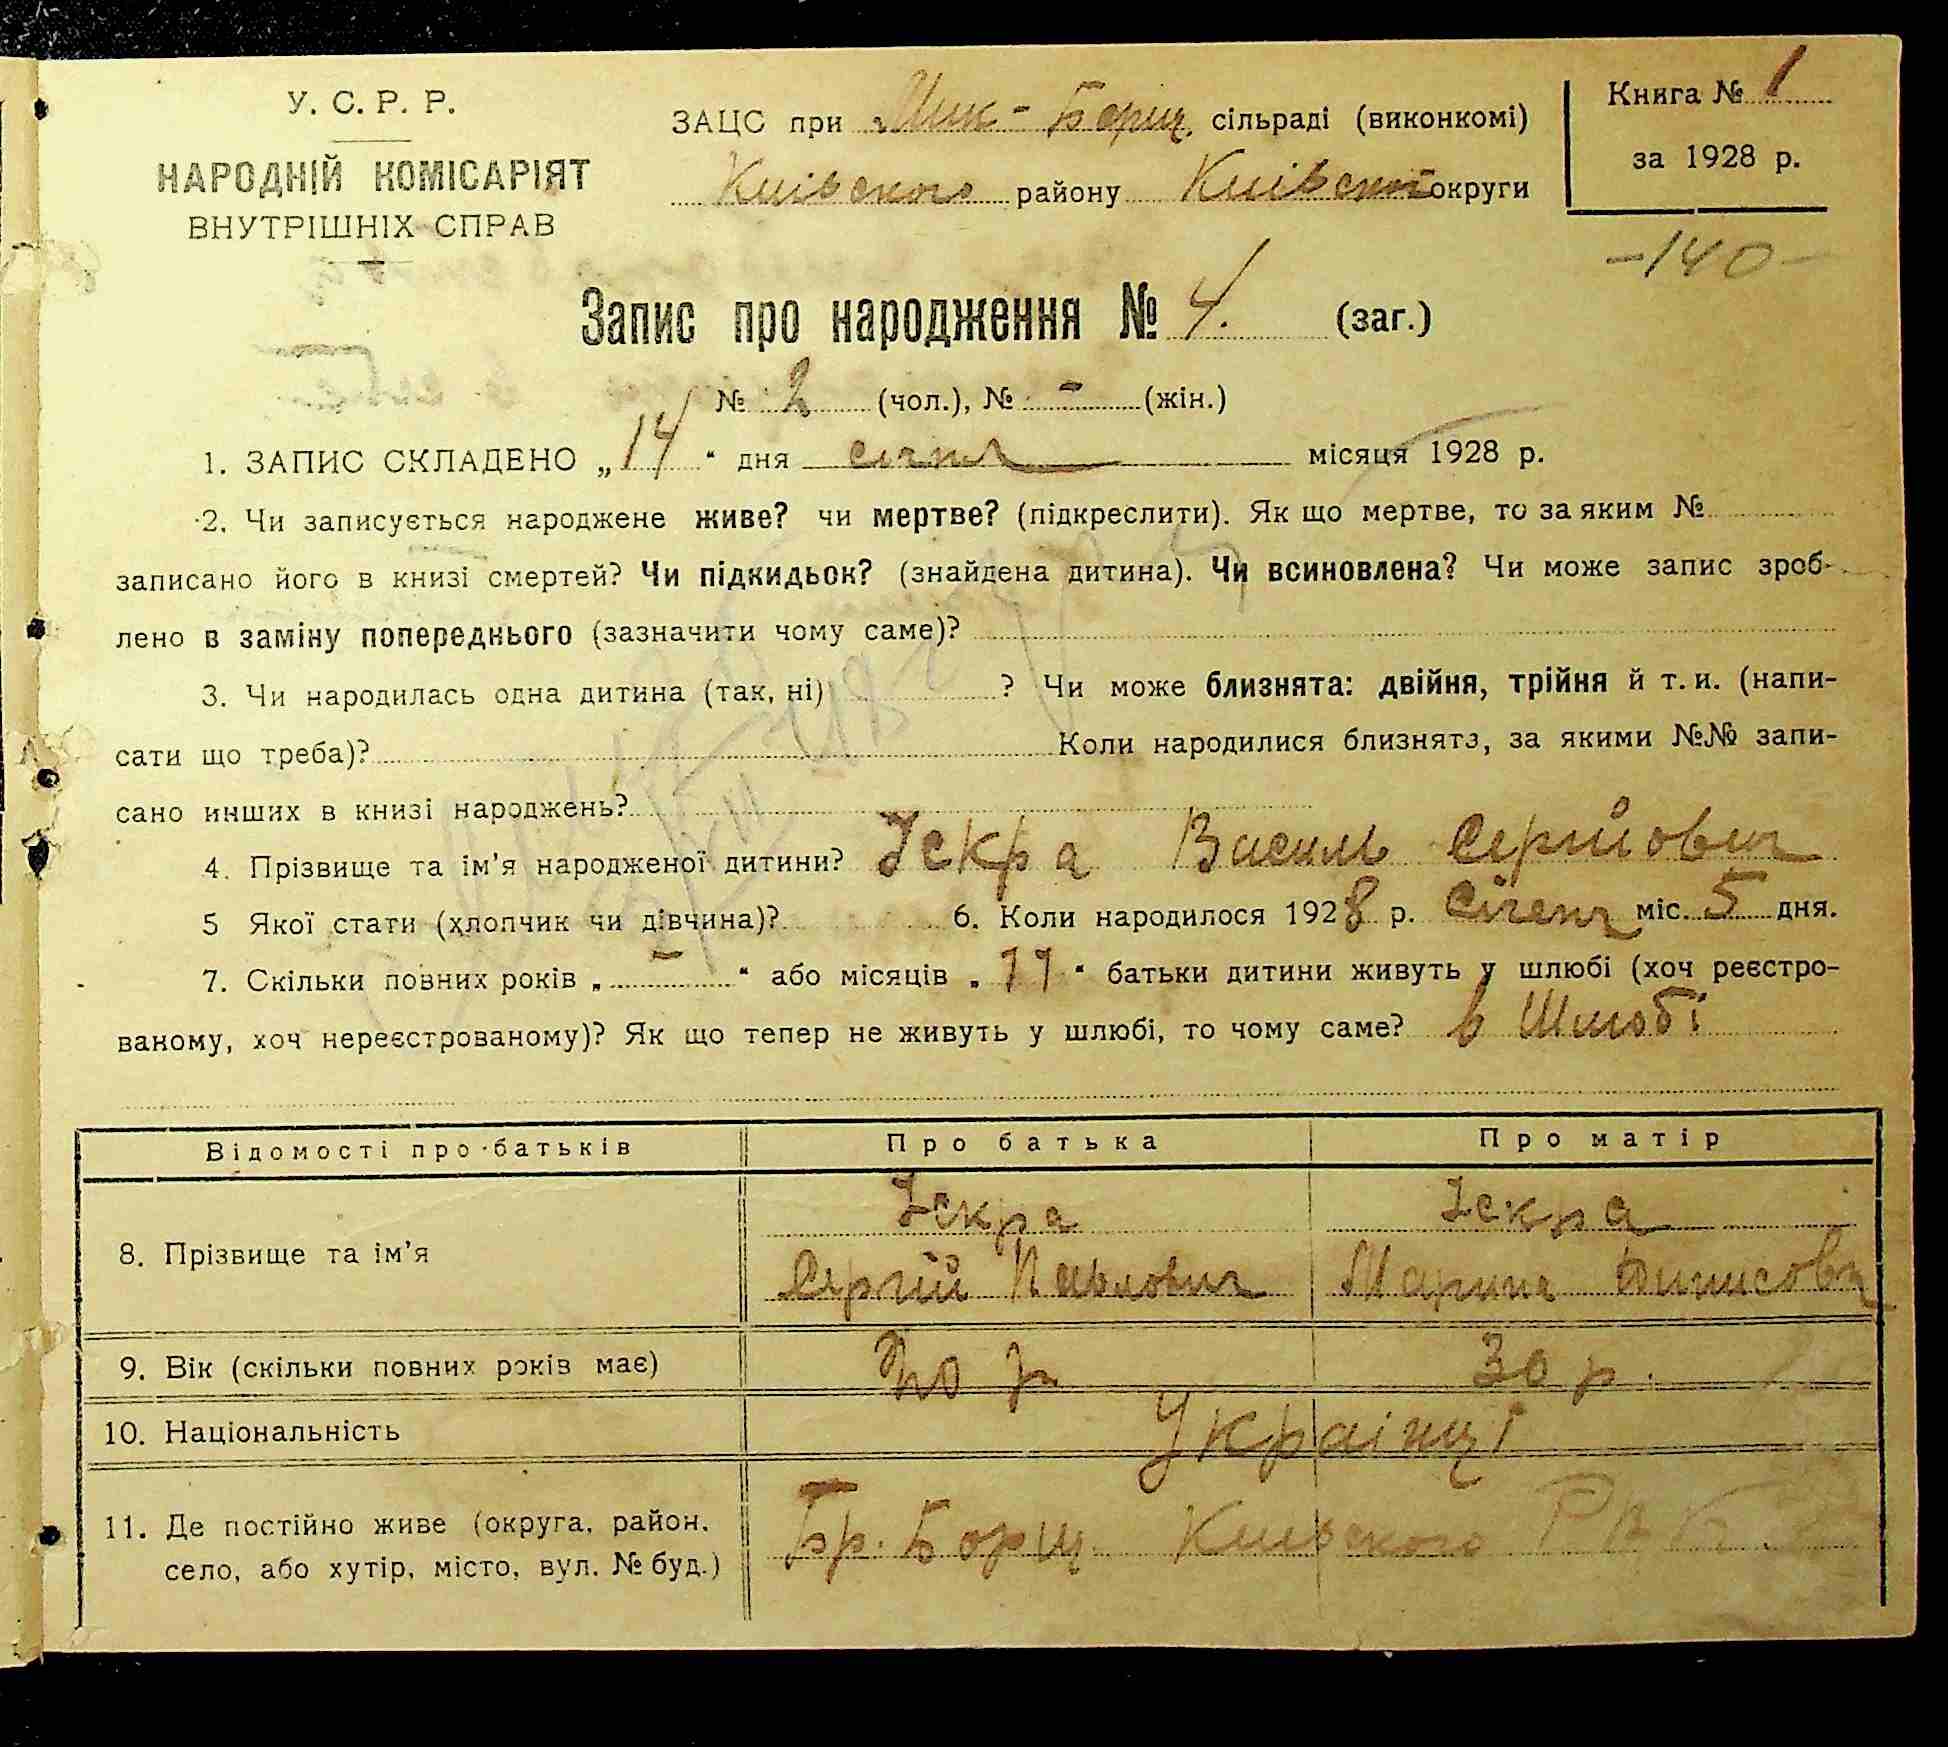 У. С. Р. Р.
НАРОДНІЙ КОМІСАРІЯТ
ВНУТРІШНІХ СПРАВ
ЗАЦС при Мик-Борщ. сільраді (виконкомі)
Київского району Київской округи
Книга № 1
за 1928 р.
-140-
Запис про народження № 4. (заг.)
№ 2 (чол.), № - (жін.)
1. ЗАПИС СКЛАДЕНО „14“ дня січня місяця 1928 р.
2. Чи записується народжене живе? чи мертве? (підкреслити). Як що мертве, то за яким №
записано його в книзі смертей? Чи підкидьок? (знайдена дитина). Чи всиновлена? Чи може запис зроб-
лено в заміну попереднього (зазначити чому саме)?
3. Чи народилась одна дитина (так, ні) ? Чи може близнята: двійня, трійня й т. и. (напи-
сати що треба)? Коли народилися близнята, за якими №№ запи-
сано инших в книзі народжень?
4. Прізвище та ім’я народженої дитини? Іскра Василь Сергійович
5 Якої стати (хлопчик чи дівчина)? 6. Коли народилося 1928 р. Січень міс. 5 дня.
7. Скільки повних років „ - “ або місяців „ 11 “ батьки дитини живуть у шлюбі (хоч реєстро-
ваному, хоч нереєстрованому)? Як що тепер не живуть у шлюбі, то чому саме? в Шлюбі
Відомості про батьків Про батька Про матір
8. Прізвище та ім’я
Іскра Іскра
Сергій Павлович Марина Динисовн
9. Вік (скільки повних років має) р 30 р.
10. Національність Українці
11. Де постійно живе (округа, район,
село, або хутір, місто, вул. № буд.)
Бр. Борщ. Київского